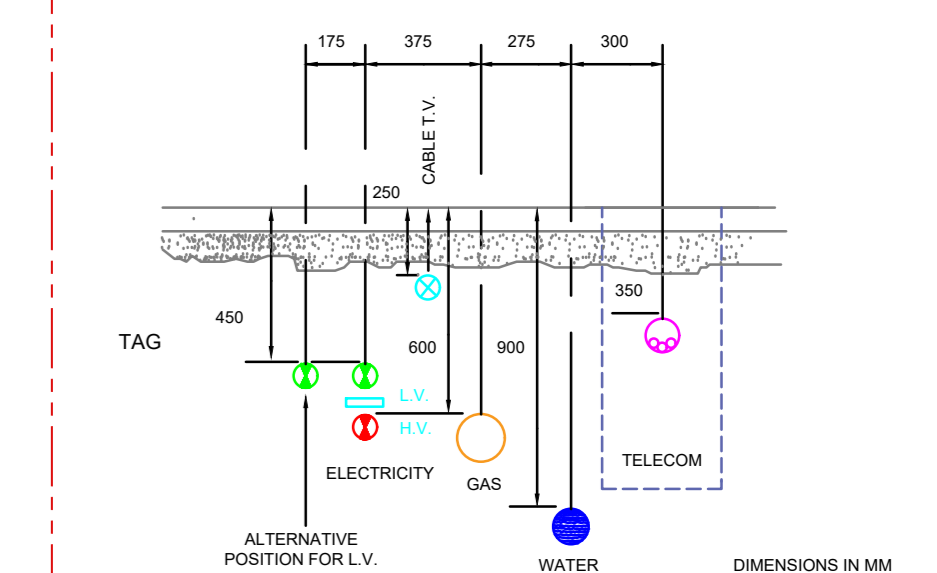 175 375 275 300
CABLE T.V.
250
350
450
TAG
600 900
L.V.
H.V.
ELECTRICITY
TELECOM
GAS
ALTERNATIVE
POSITION FOR L.V.
WATER
DIMENSIONS IN MM